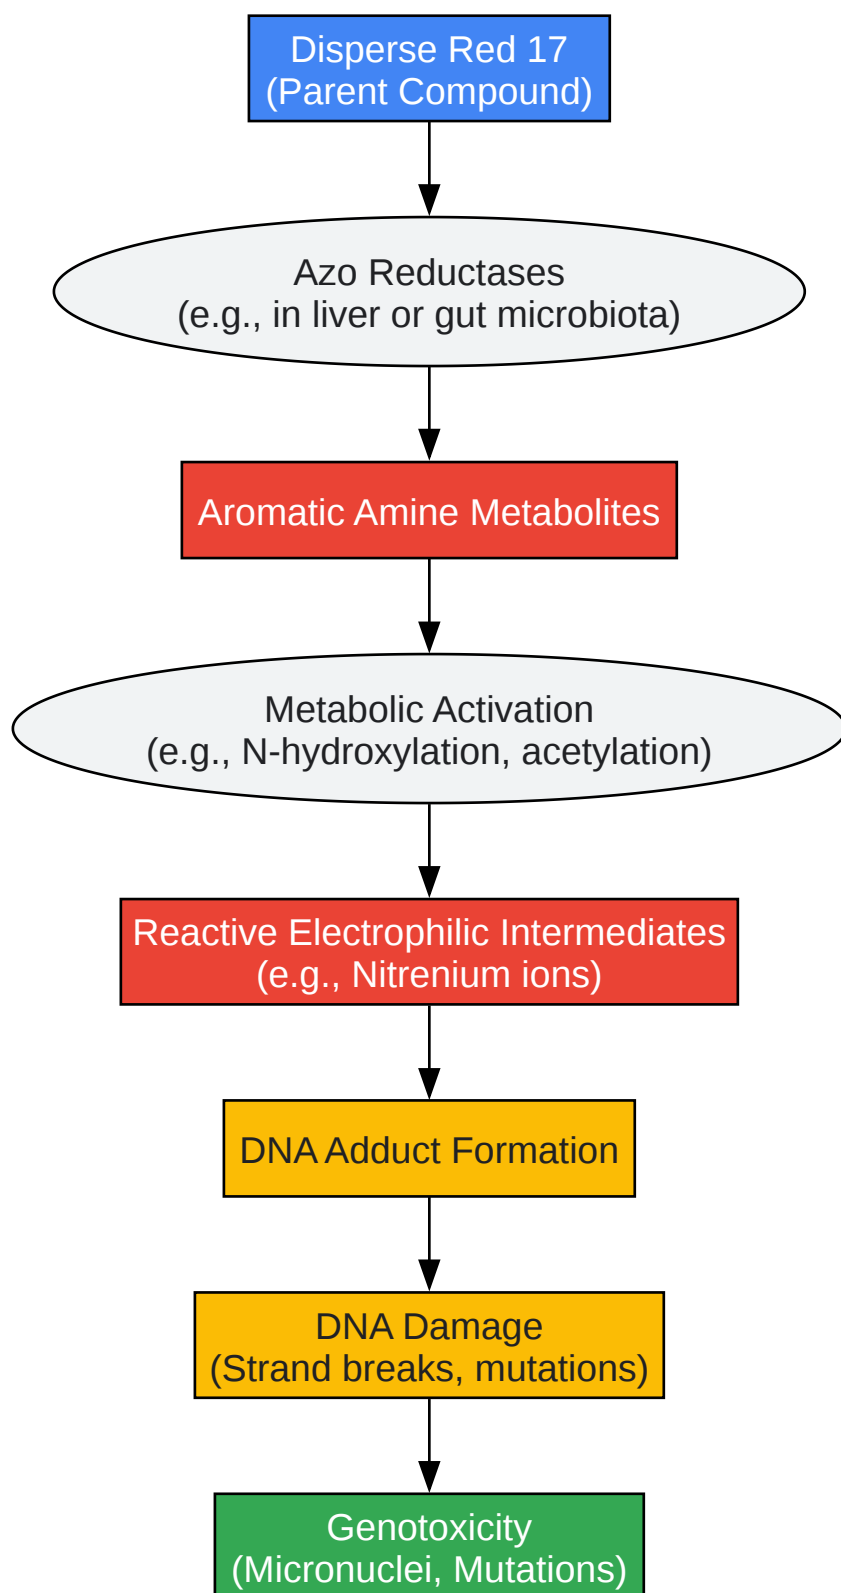 Disperse Red 17
(Parent Compound)
Azo Reductases
(e.g., in liver or gut microbiota)
Aromatic Amine Metabolites
Metabolic Activation
(e.g., N-hydroxylation, acetylation)
Reactive Electrophilic Intermediates
(e.g., Nitrenium ions)
DNA Adduct Formation
DNA Damage
(Strand breaks, mutations)
Genotoxicity
(Micronuclei, Mutations)